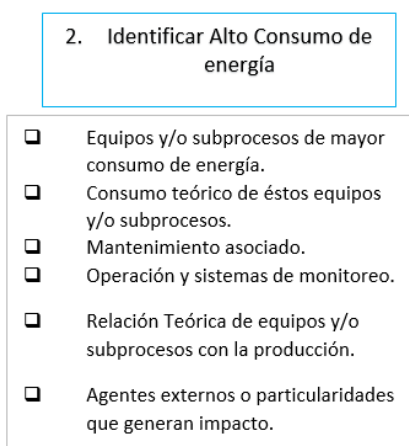 2. Identificar Alto Consumo de
energía
❑ Equipos y/o subprocesos de mayor
consumo de energía.
❑ Consumo teórico de éstos equipos
y/o subprocesos.
❑ Mantenimiento asociado.
❑ Operación y sistemas de monitoreo.
❑ Relación Teórica de equipos y/o
subprocesos con la producción.
❑ Agentes externos o particularidades
que generan impacto.